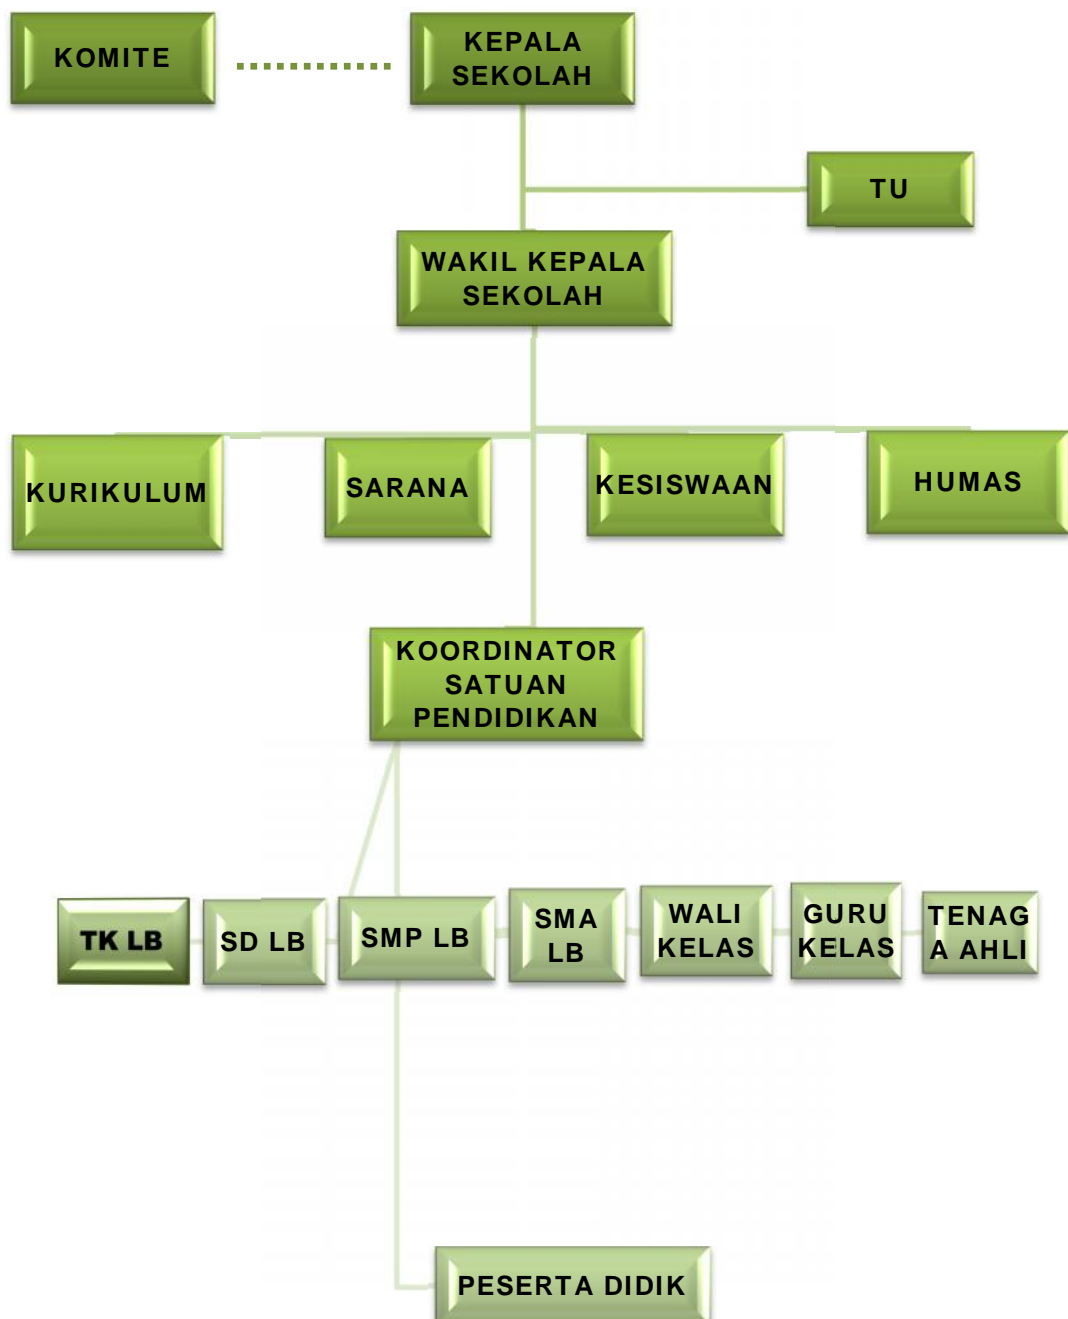 KOMITE
KEPALA
SEKOLAH
TU
WAKIL KEPALA
SEKOLAH
KURIKULUM
SARANA
KESISWAAN
HUMAS
KOORDINATOR
SATUAN
PENDIDIKAN
TK LB
SD LB
SMP LB
SMA
LB
WALI
KELAS
GURU
KELAS
TENAG
A AHLI
PESERTA DIDIK